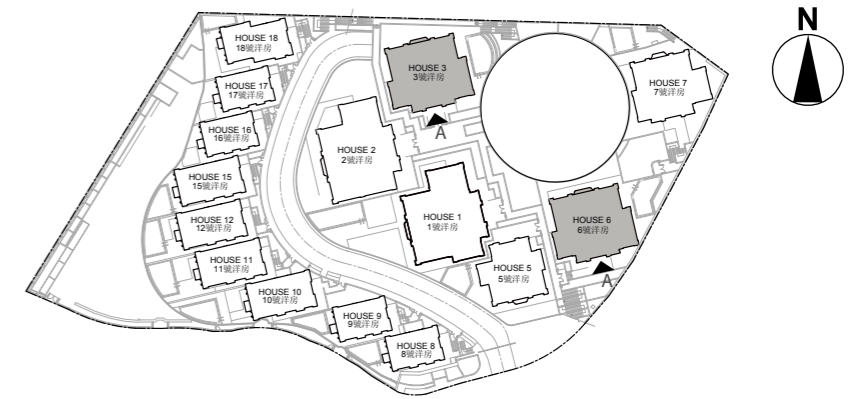 N
HOUSE 18
18號洋房
HOUSE 3
3號洋房
HOUSE 7
7號洋房
HOUSE 17
17號洋房
A
HOUSE 16
16號洋房
HOUSE 2
2號洋房
HOUSE 15
15號洋房
HOUSE 12
12號洋房
HOUSE 1
1號洋房
HOUSE 6
6號洋房
HOUSE 11
11號洋房
HOUSE 5
5號洋房
A
HOUSE 10
10號洋房
HOUSE 9
9號洋房
HOUSE 8
8號洋房